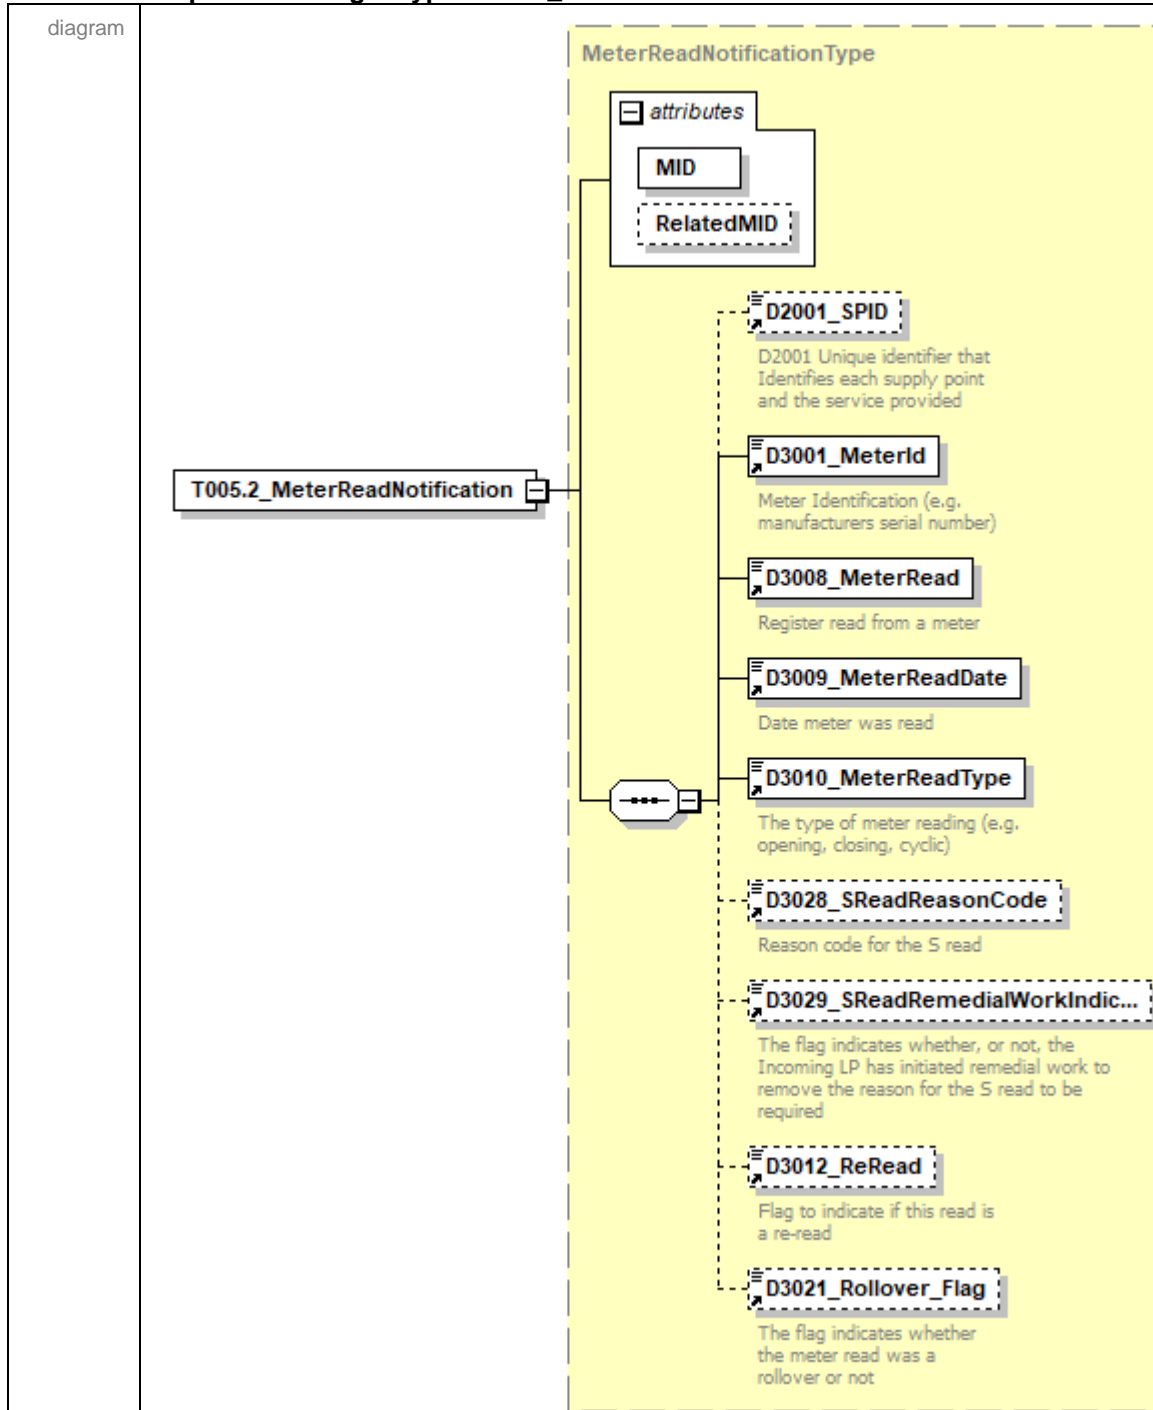 diagram
MeterReadNotificationType
attributes
MID
RelatedMID
D2001_SPID
D2001 Unique identifier that
Identifies each supply point
and the service provided
D3001_MeterId
Meter Identification (e.g.
manufacturers serial number)
T005.2_MeterReadNotification
D3008_MeterRead
Register read from a meter
D3009_MeterReadDate
Date meter was read
D3010_MeterReadType
The type of meter reading (e.g.
opening, closing, cyclic)
D3028_SReadReasonCode
Reason code for the S read
D3029_SReadRemedialWorkIndic...
The flag indicates whether, or not, the
Incoming LP has initiated remedial work to
remove the reason for the S read to be
required
D3012_ReRead
Flag to indicate if this read is
a re-read
D3021_Rollover_Flag
The flag indicates whether
the meter read was a
rollover or not